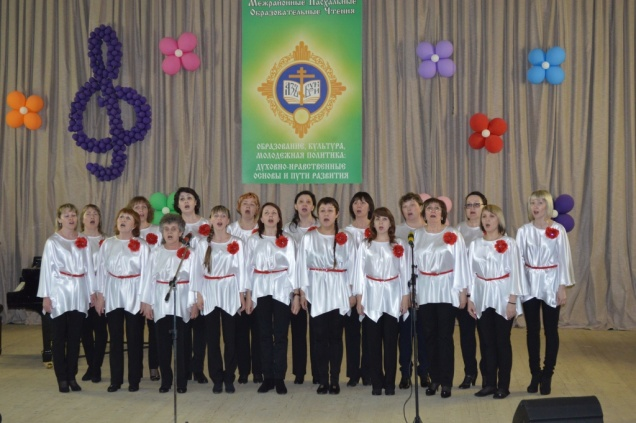 Межрайонные Пасхальные
Образовательные Чтения
ОБРАЗОВАНИЕ, КУЛЬТУРА,
МОЛОДЕЖНАЯ ПОЛИТИКА:
ДУХОВНО-НРАВСТВЕННЫЕ
ОСНОВЫ И ПУТИ РАЗВИТИЯ